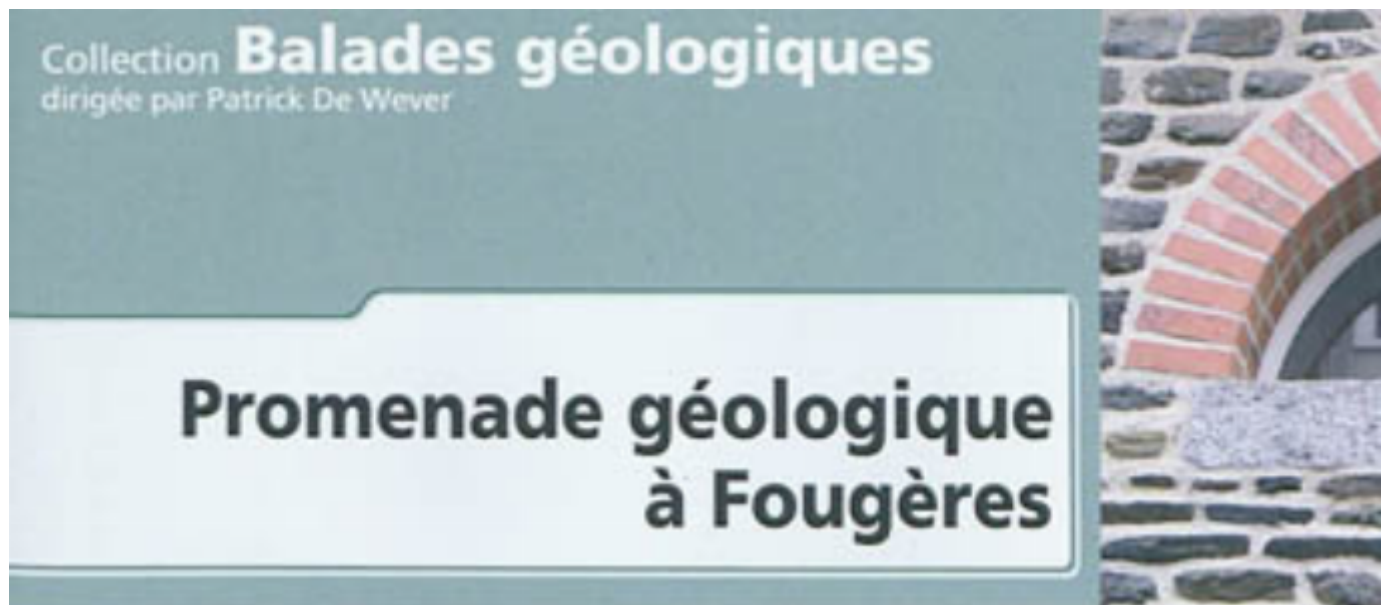 Collection Balades géologiques
dirigée par Patrick De Wever
Promenade géologique
à Fougères